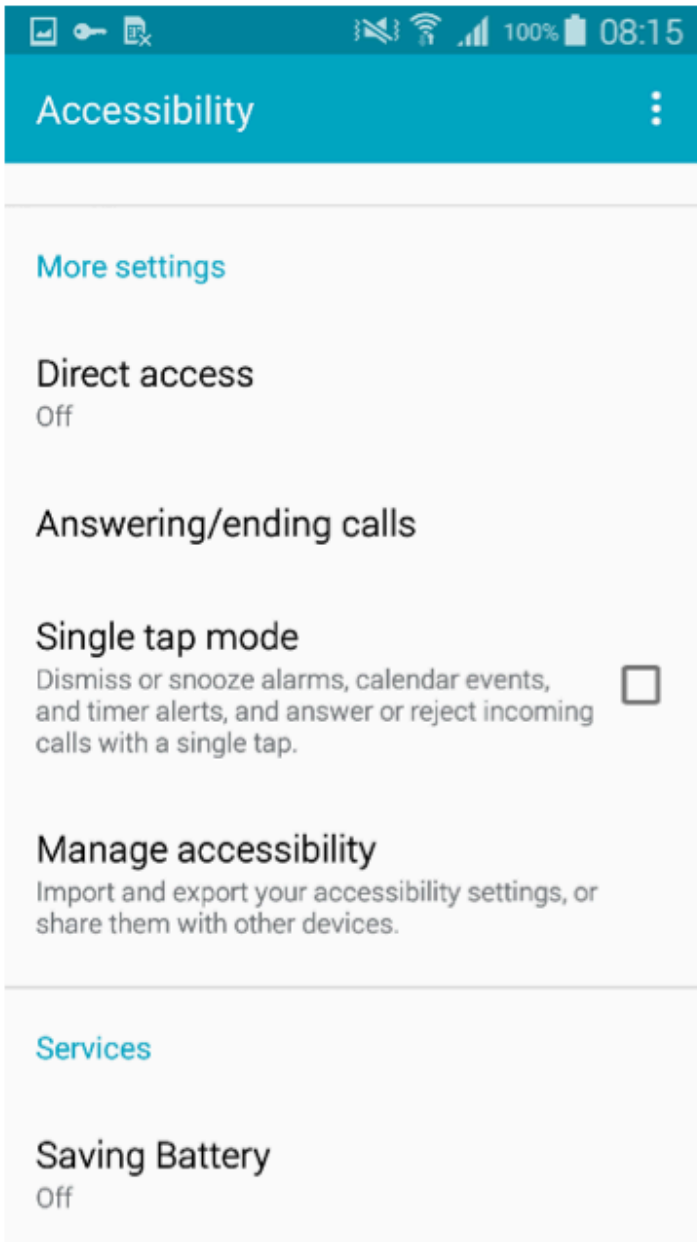 100% 08:15
Accessibility
More settings
Direct access
Off
Answering/ending calls
Single tap mode
Dismiss or snooze alarms, calendar events,
and timer alerts, and answer or reject incoming
calls with a single tap.
Manage accessibility
Import and export your accessibility settings, or
share them with other devices.
Services
Saving Battery
Off